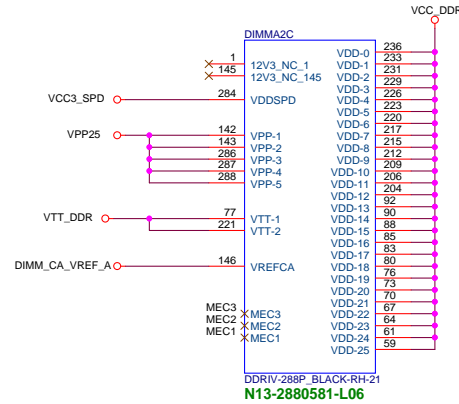 VCC_DDR
DIMMA2C
1 12V3_NC_1
145 12V3_NC_145
VCC3_SPD 284 VDDSPD
VPP25 142 VPP-1
143 VPP-2
286 VPP-3
287 VPP-4
288 VPP-5
VTT_DDR 77 VTT-1
221 VTT-2
DIMM_CA_VREF_A 146 VREFCA
MEC3 MEC3
MEC2 MEC2
MEC1 MEC1
VDD-0 236
VDD-1 233
VDD-2 231
VDD-3 229
VDD-4 226
VDD-5 223
VDD-6 220
VDD-7 217
VDD-8 215
VDD-9 212
VDD-10 209
VDD-11 206
VDD-12 204
VDD-13 92
VDD-14 90
VDD-15 88
VDD-16 85
VDD-17 83
VDD-18 80
VDD-19 76
VDD-20 73
VDD-21 70
VDD-22 67
VDD-23 64
VDD-24 61
VDD-25 59
DDRIV-288P_BLACK-RH-21
N13-2880581-L06